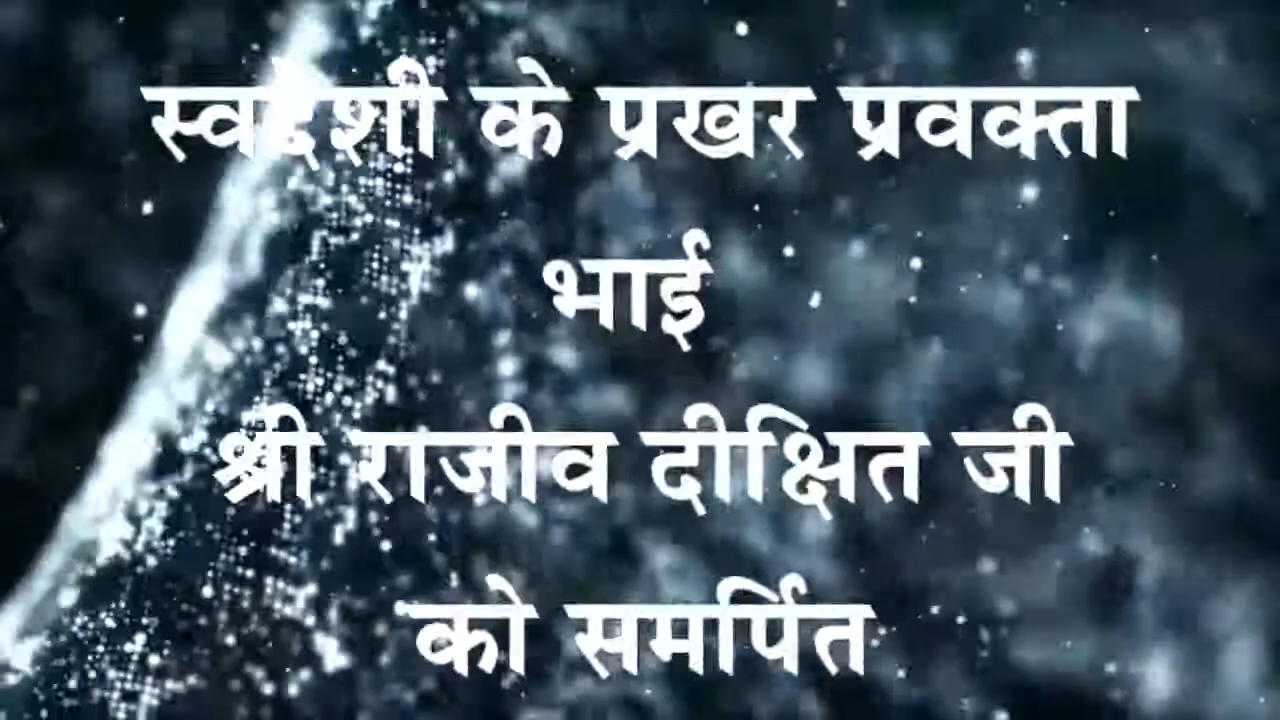 स्वदेशी के प्रखर प्रवक्ता
भाई
श्री राजीव दीक्षित जी
को समर्पित